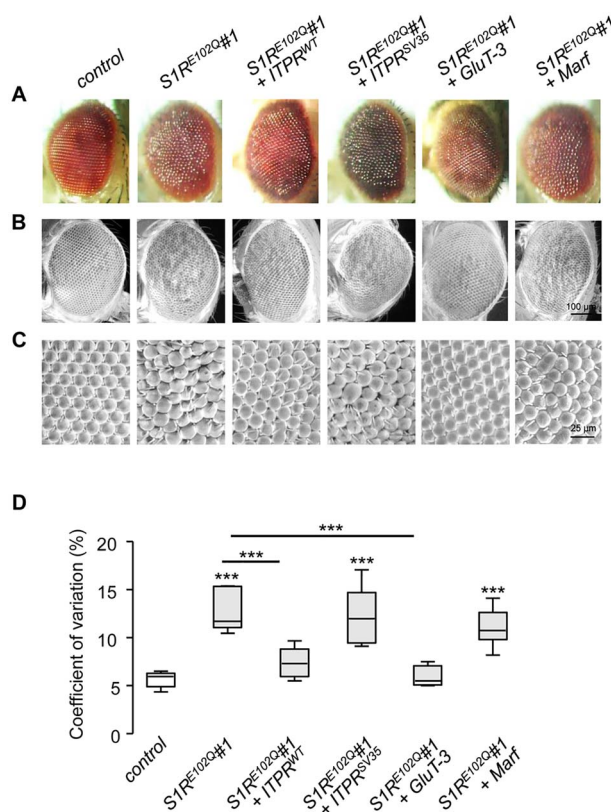 control
S1R^E102Q#1
S1R^E102Q#1
+ ITPR^WT
S1R^E102Q#1
+ ITPR^SV35
S1R^E102Q#1
+ GluT-3
S1R^E102Q#1
+ Marf
A
B
100 µm
C
25 µm
D
Coefficient of variation (%)
20
15
10
5
0
***
***
***
***
***
control
S1R^E102Q#1
S1R^E102Q#1
+ ITPR^WT
S1R^E102Q#1
+ ITPR^SV35
S1R^E102Q#1
+ GluT-3
S1R^E102Q#1
+ Marf